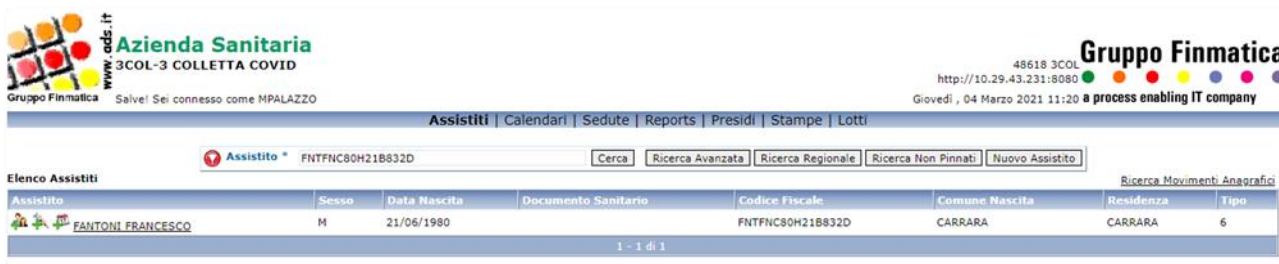 www.ads.it
Azienda Sanitaria
3COL-3 COLLETTA COVID
Gruppo Finmatica
Salve! Sei connesso come MPALAZZO
48618 3COL
http://10.29.43.231:8080
Giovedì , 04 Marzo 2021 11:20
Gruppo Finmatica
a process enabling IT company
Assistiti | Calendari | Sedute | Reports | Presidi | Stampe | Lotti
Assistito * FNTFNC80H21B832D Cerca Ricerca Avanzata Ricerca Regionale Ricerca Non Pinnati Nuovo Assistito
Elenco Assistiti Ricerca Movimenti Anagrafici
Assistito Sesso Data Nascita Documento Sanitario Codice Fiscale Comune Nascita Residenza Tipo
FANTONI FRANCESCO M 21/06/1980 FNTFNC80H21B832D CARRARA CARRARA 6
1 - 1 di 1